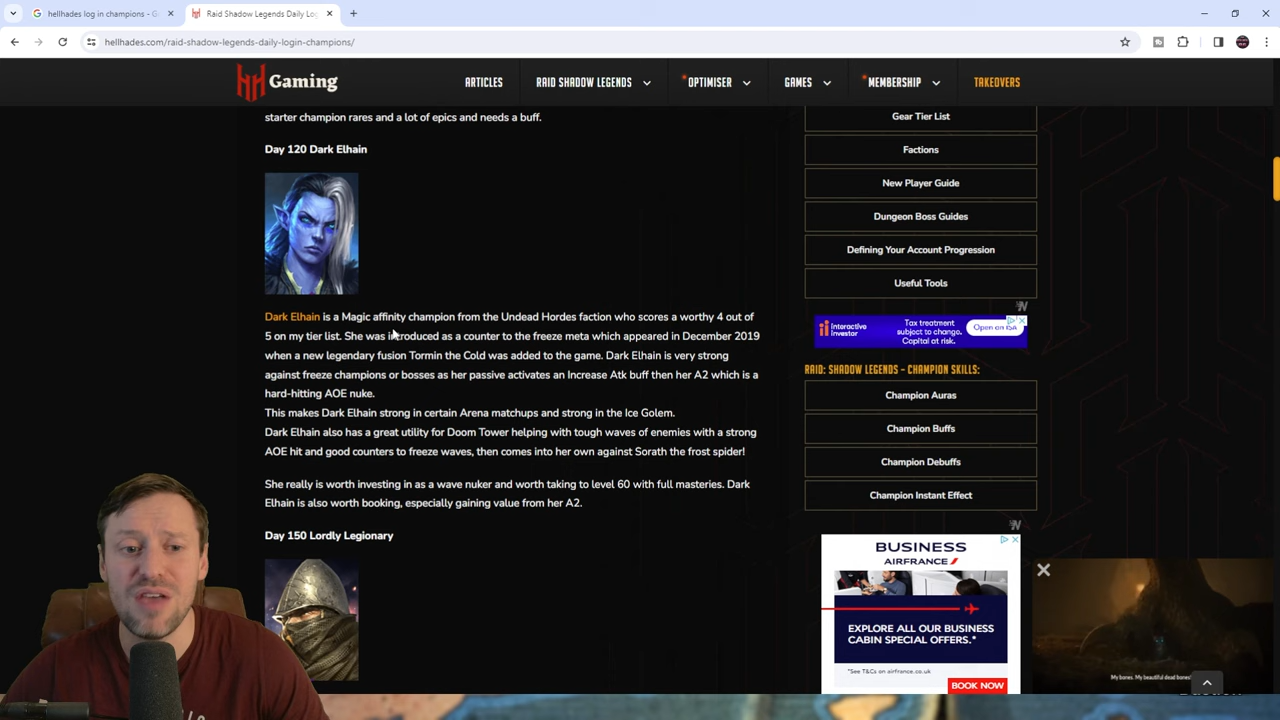 hellhades log in champions - G
Raid Shadow Legends Daily Log
hellhades.com/raid-shadow-legends-daily-login-champions/
Gaming
ARTICLES
RAID SHADOW LEGENDS
*OPTIMISER
GAMES
*MEMBERSHIP
TAKEOVERS
starter champion rares and a lot of epics and needs a buff.
Day 120 Dark Elhain
Dark Elhain is a Magic affinity champion from the Undead Hordes faction who scores a worthy 4 out of
5 on my tier list. She was introduced as a counter to the freeze meta which appeared in December 2019
when a new legendary fusion Tormin the Cold was added to the game. Dark Elhain is very strong
against freeze champions or bosses as her passive activates an Increase Atk buff then her A2 which is a
hard-hitting AOE nuke.
This makes Dark Elhain strong in certain Arena matchups and strong in the Ice Golem.
Dark Elhain also has a great utility for Doom Tower helping with tough waves of enemies with a strong
AOE hit and good counters to freeze waves, then comes into her own against Sorath the frost spider!
She really is worth investing in as a wave nuker and worth taking to level 60 with full masteries. Dark
Elhain is also worth booking, especially gaining value from her A2.
Day 150 Lordly Legionary
Gear Tier List
Factions
New Player Guide
Dungeon Boss Guides
Defining Your Account Progression
Useful Tools
Interactive
Investor
Tax treatment
subject to change.
Capital at risk.
Open an ISA
RAID: SHADOW LEGENDS - CHAMPION SKILLS:
Champion Auras
Champion Buffs
Champion Debuffs
Champion Instant Effect
BUSINESS
AIRFRANCE
EXPLORE ALL OUR BUSINESS
CABIN SPECIAL OFFERS.*
*See T&Cs on airfrance.co.uk
BOOK NOW
My bones. My beautiful dead bones!